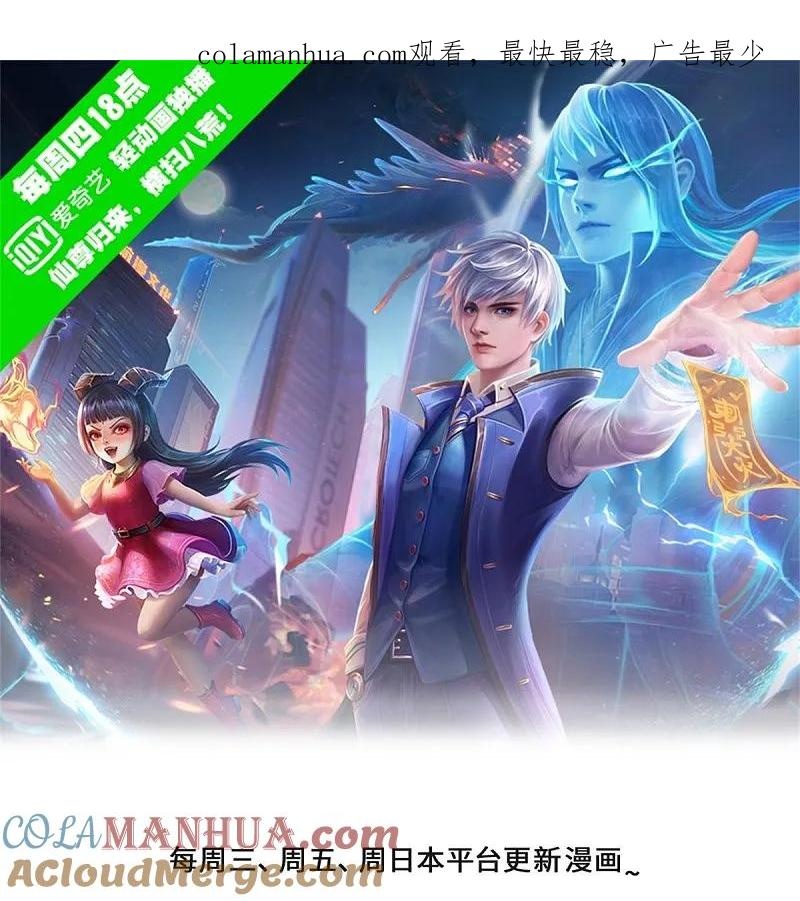 colamanhua.com观看，最快最稳，广告最少
每周四18点
iQIYI 爱奇艺 轻动画独播
仙尊归来，横扫八荒！
CROTECH
COLAMANHUA.com
每周三、周五、周日本平台更新漫画~
ACloudMerge.com